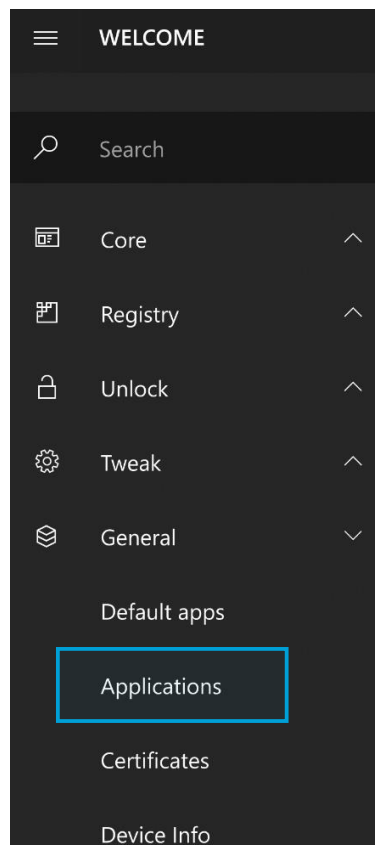 WELCOME
Search
Core
Registry
Unlock
Tweak
General
Default apps
Applications
Certificates
Device Info